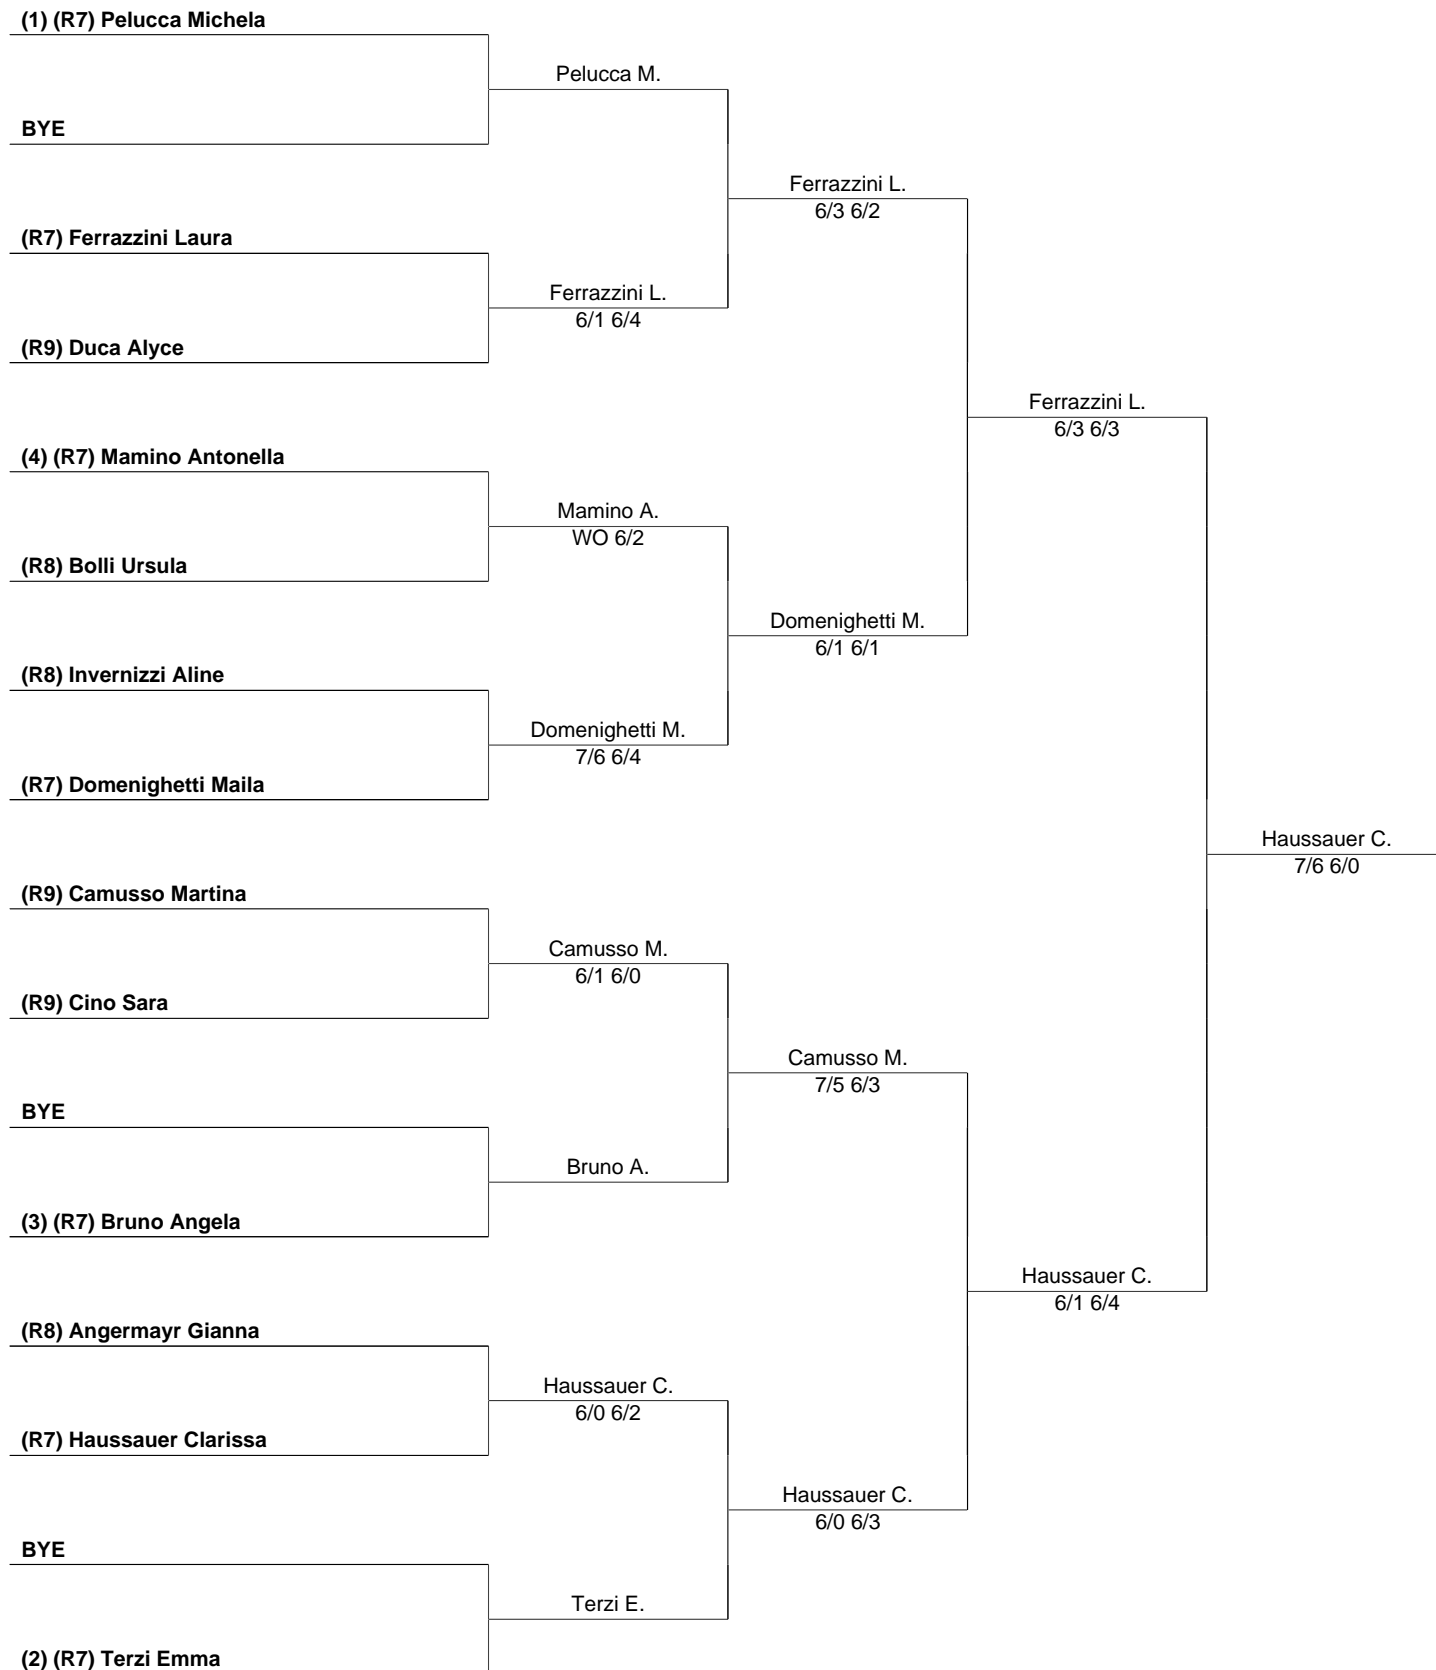 (1) (R7) Pelucca Michela
Pelucca M.
BYE
Ferrazzini L.
6/3 6/2
(R7) Ferrazzini Laura
Ferrazzini L.
6/1 6/4
(R9) Duca Alyce
Ferrazzini L.
6/3 6/3
(4) (R7) Mamino Antonella
Mamino A.
WO 6/2
(R8) Bolli Ursula
Domenighetti M.
6/1 6/1
(R8) Invernizzi Aline
Domenighetti M.
7/6 6/4
(R7) Domenighetti Maila
Haussauer C.
7/6 6/0
(R9) Camusso Martina
Camusso M.
6/1 6/0
(R9) Cino Sara
Camusso M.
7/5 6/3
BYE
Bruno A.
(3) (R7) Bruno Angela
Haussauer C.
6/1 6/4
(R8) Angermayr Gianna
Haussauer C.
6/0 6/2
(R7) Haussauer Clarissa
Haussauer C.
6/0 6/3
BYE
Terzi E.
(2) (R7) Terzi Emma